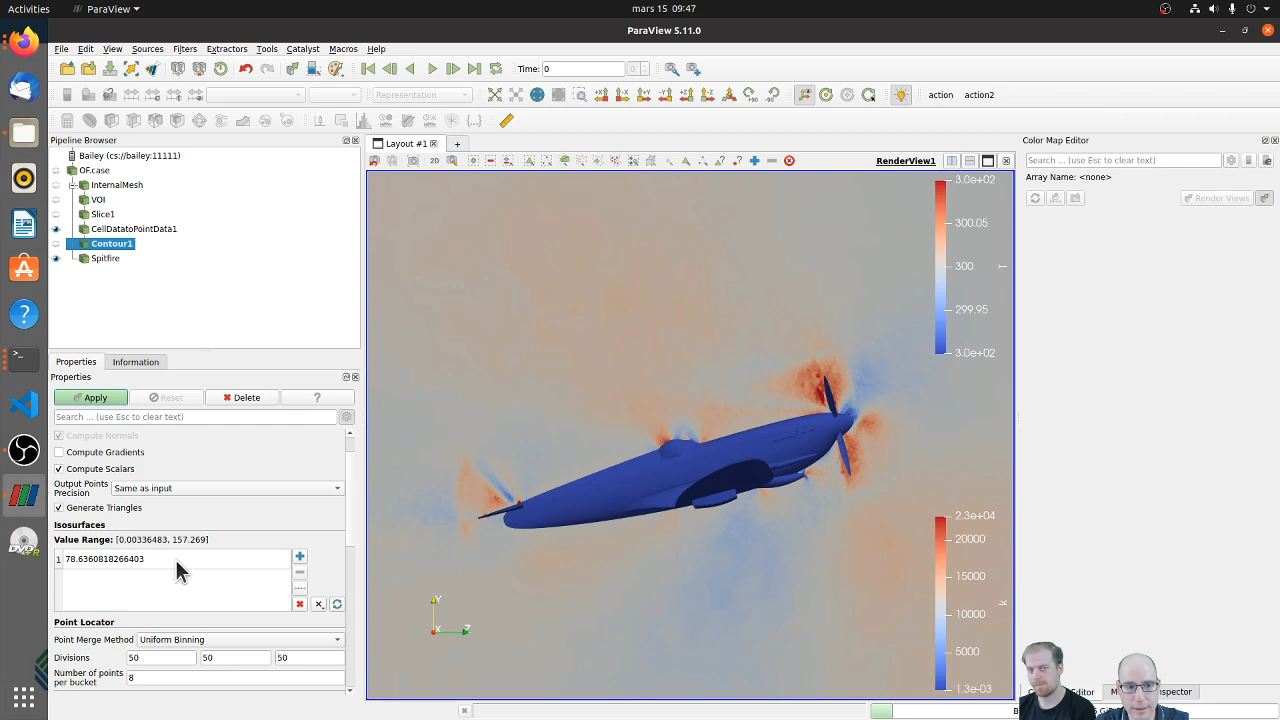 Activities
ParaView
mars 15 09:47
ParaView 5.11.0
File Edit View Sources Filters Extractors Tools Catalyst Macros Help
Time: 0
0
Representation
action action2
Pipeline Browser
Layout #1
Color Map Editor
Bailey (cs://bailey:11111)
OF.case
InternalMesh
VOI
Slice1
CellDatatoPointData1
Contour1
Spitfire
2D
RenderView1
Search ... (use Esc to clear text)
Array Name: <none>
Render Views
3.0e+02
300.05
300
T
299.95
3.0e+02
2.3e+04
20000
15000
10000
k
5000
1.3e-03
Y
X
Z
Properties Information
Properties
Apply Reset Delete ?
Search ... (use Esc to clear text)
Compute Normals
Compute Gradients
Compute Scalars
Output Points Precision Same as input
Generate Triangles
Isosurfaces
Value Range: [0.00336483, 157.269]
1 78.6360818266403
Point Locator
Point Merge Method Uniform Binning
Divisions 50 50 50
Number of points per bucket 8